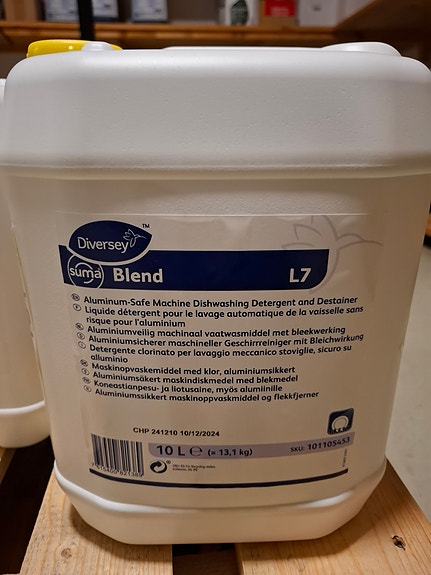 Diversey™
suma Blend L7
EN Aluminum-Safe Machine Dishwashing Detergent and Destainer
Liquide détergent pour le lavage automatique de la vaisselle sans
risque pour l'aluminium
Aluminiumveilig machinaal vaatwasmiddel met bleekwerking
Aluminiumsicherer maschineller Geschirrreiniger mit Bleichwirkung
Detergente clorinato per lavaggio meccanico stoviglie, sicuro su
alluminio
Maskinopvaskemiddel med klor, aluminiumsikkert
Aluminiumsäkert maskindiskmedel med blekmedel
Koneastianpesu- ja liotusaine, myös alumiinille
Aluminiumssikkert maskinoppvaskmiddel og flekkfjerner
CHP 241210 10/12/2024
10 L ℮ (= 13,1 kg)
SKU: 101105453